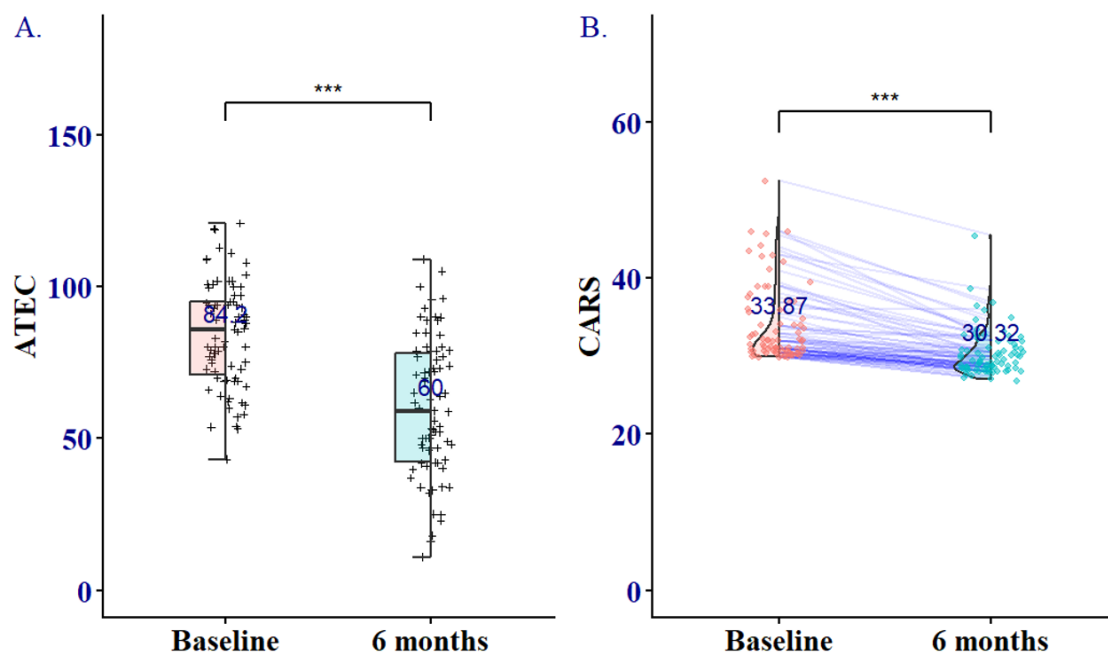 A.
***
150
100
50
0
ATEC
84.2
60
Baseline
6 months
B.
***
60
40
20
0
CARS
33.87
30.32
Baseline
6 months